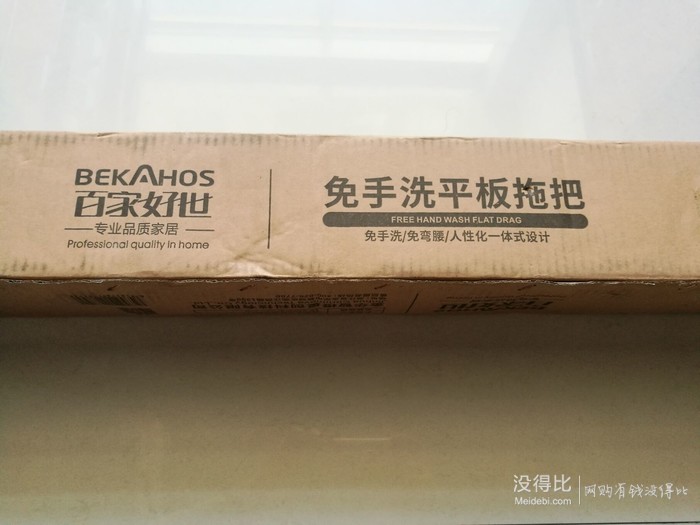 BEKAHOS
百家好世
专业品质家居
Professional quality in home
免手洗平板拖把
FREE HAND WASH FLAT DRAG
免手洗/免弯腰/人性化一体式设计
没得比
Meidebi.com
网购有钱没得比